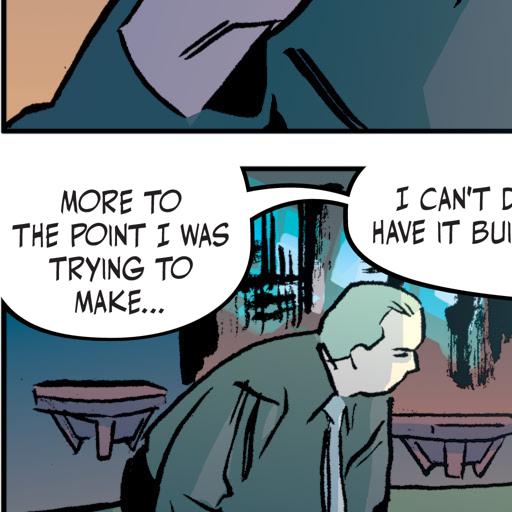 MORE TO
THE POINT I WAS
TRYING TO
MAKE...
I CAN'T
HAVE IT